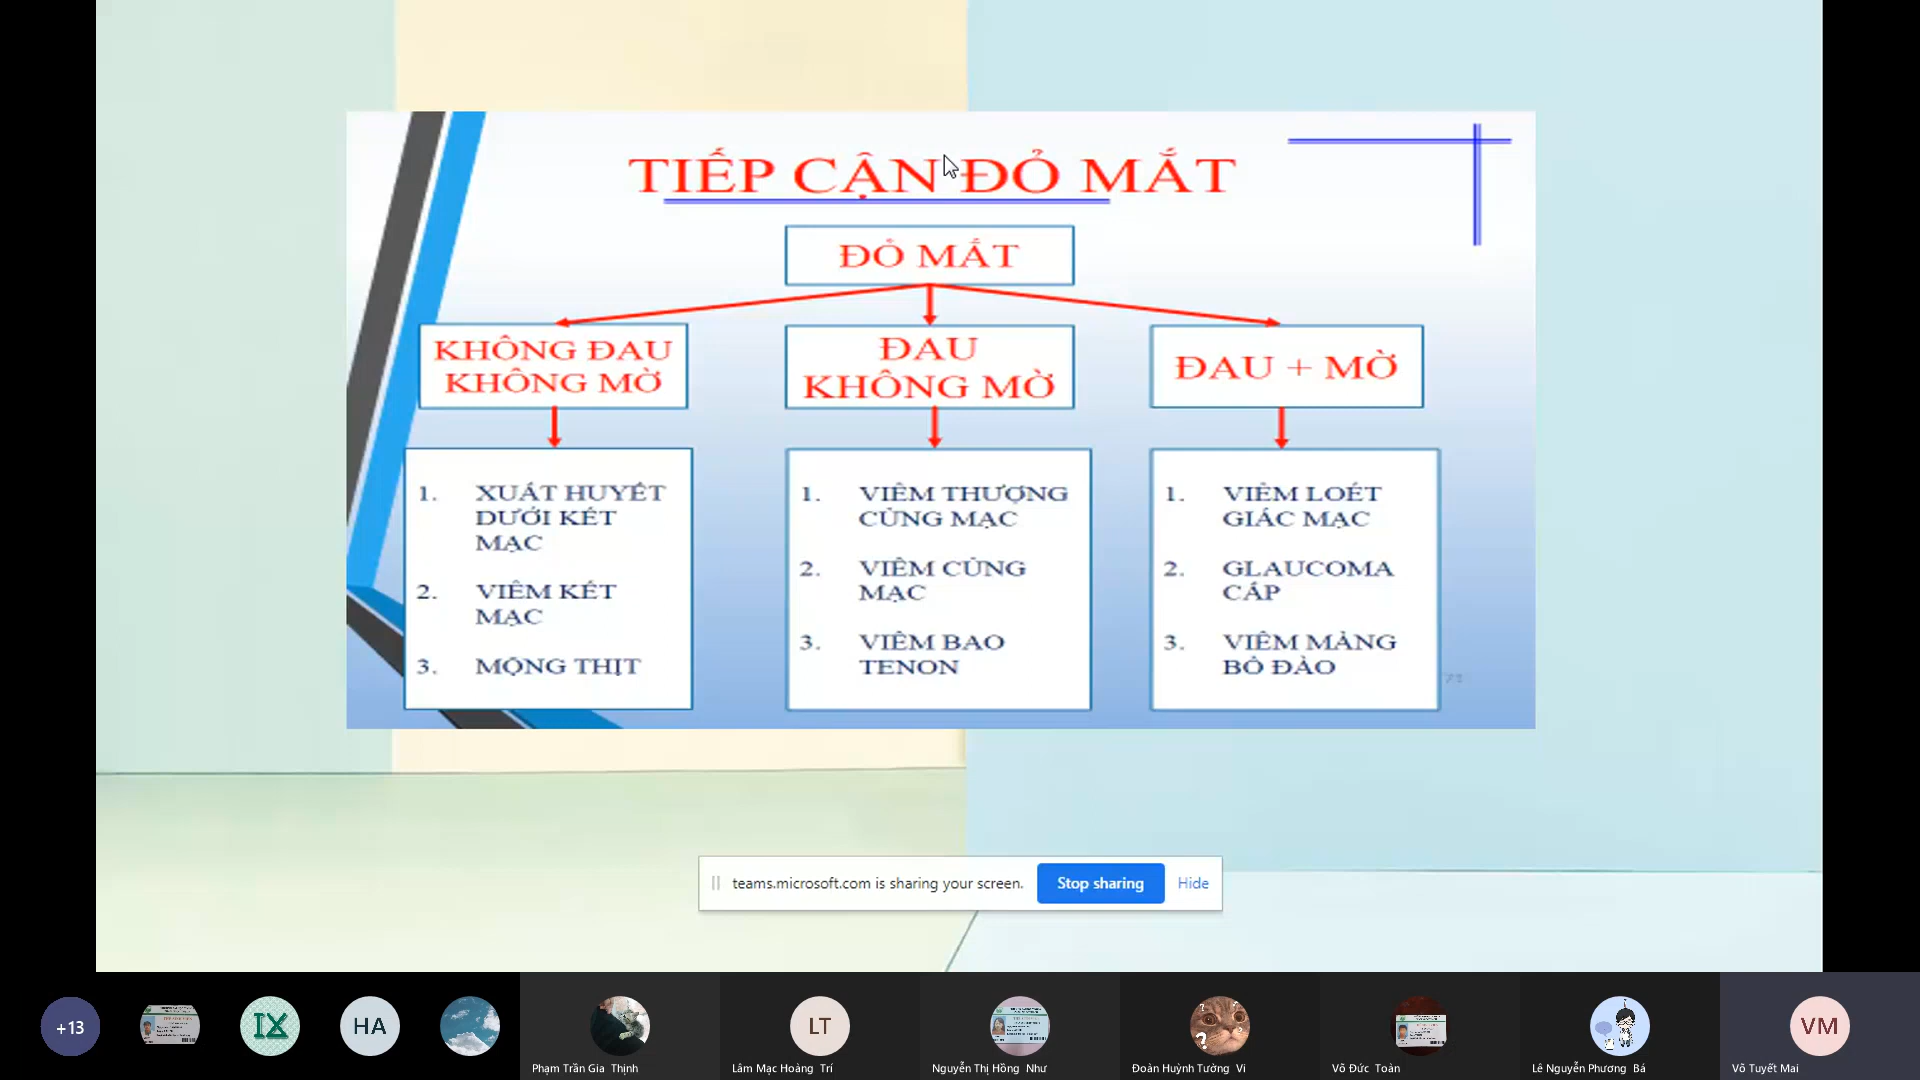 TIẾP CẬN ĐỎ MẮT
ĐỎ MẮT
KHÔNG ĐAU
KHÔNG MỜ
ĐAU
KHÔNG MỜ
ĐAU + MỜ
1. XUẤT HUYẾT
DƯỚI KẾT
MẠC
2. VIÊM KẾT
MẠC
3. MỘNG THỊT
1. VIÊM THƯỢNG
CỦNG MẠC
2. VIÊM CỦNG
MẠC
3. VIÊM BAO
TENON
1. VIÊM LOÉT
GIÁC MẠC
2. GLAUCOMA
CẤP
3. VIÊM MÀNG
BỒ ĐÀO
teams.microsoft.com is sharing your screen.
Stop sharing
Hide
+13
IX
HA
LT
VM
Phạm Trần Gia Thịnh
Lâm Mạc Hoàng Trí
Nguyễn Thị Hồng Như
Đoàn Huỳnh Tường Vi
Võ Đức Toàn
Lê Nguyễn Phương Bá
Võ Tuyết Mai